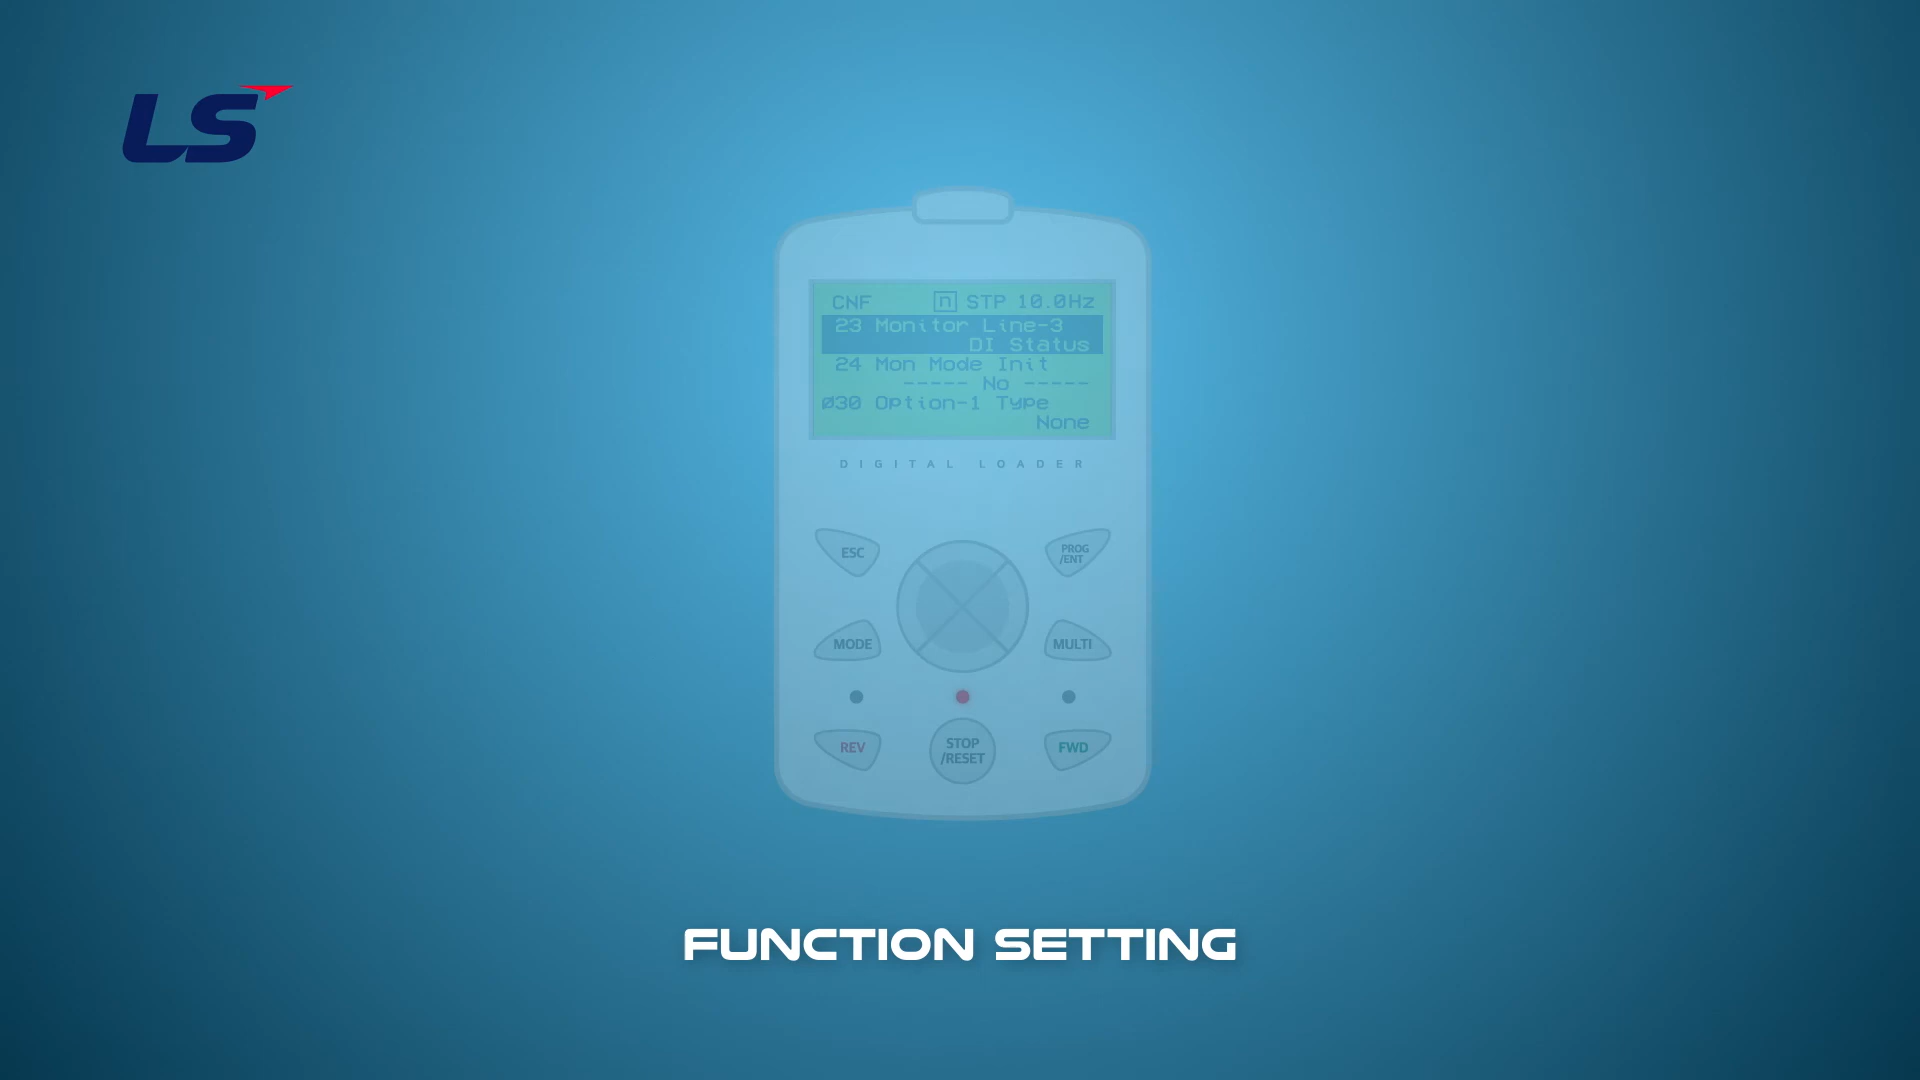 LS
CNF n STP 10.0Hz
23 Monitor Line-3
DI Status
24 Mon Mode Init
----- No -----
Ø30 Option-1 Type
None
DIGITAL LOADER
ESC
PROG
/ENT
MODE
MULTI
REV
STOP
/RESET
FWD
FUNCTION SETTING